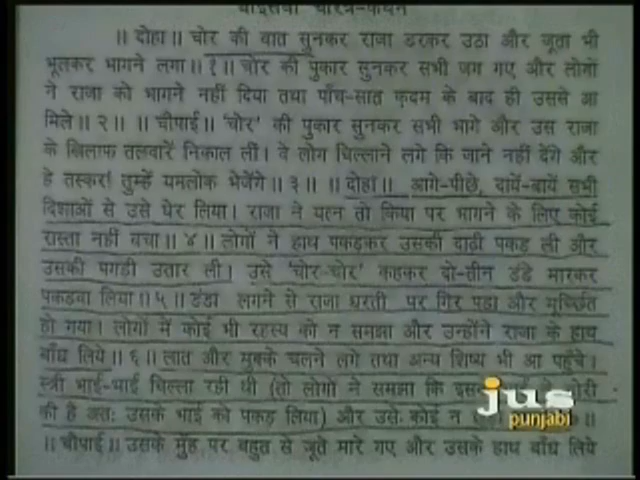 बाईसवाँ चरित्र-कथन
॥ दोहा ॥ चोर की बात सुनकर राजा डरकर उठा और जूता भी
भूलकर भागने लगा ॥ १ ॥ चोर की पुकार सुनकर सभी जग गए और लोगों
ने राजा को भागने नहीं दिया तथा पाँच-सात क़दम के बाद ही उससे आ
मिले ॥ २ ॥ ॥ चौपाई ॥ 'चोर' की पुकार सुनकर सभी भागे और उस राजा
के ख़िलाफ तलवारें निकाल लीं। वे लोग चिल्लाने लगे कि जाने नहीं देंगे और
हे तस्कर! तुम्हें यमलोक भेजेंगे ॥ ३ ॥ ॥ दोहा ॥ आगे-पीछे, दायें-बायें सभी
दिशाओं से उसे घेर लिया। राजा ने यत्न तो किया पर भागने के लिए कोई
रास्ता नहीं बचा ॥ ४ ॥ लोगों ने हाथ पकड़कर उसकी दाढ़ी पकड़ ली और
उसकी पगड़ी उतार ली। उसे 'चोर-चोर' कहकर दो-तीन डंडे मारकर
पकड़वा लिया ॥ ५ ॥ डंडा लगने से राजा धरती पर गिर पड़ा और मूर्च्छित
हो गया। लोगों में कोई भी रहस्य को न समझा और उन्होंने राजा के हाथ
बाँध लिये ॥ ६ ॥ लात और मुक्के चलने लगे तथा अन्य शिष्य भी आ पहुँचे।
स्त्री भाई-भाई चिल्ला रही थी (तो लोगों ने समझा कि इस
की है अतः उसके भाई को पकड़ लिया) और उसे कोई न
॥ चौपाई ॥ उसके मुँह पर बहुत से जूते मारे गए और उसके हाथ बाँध लिये
jus
punjabi